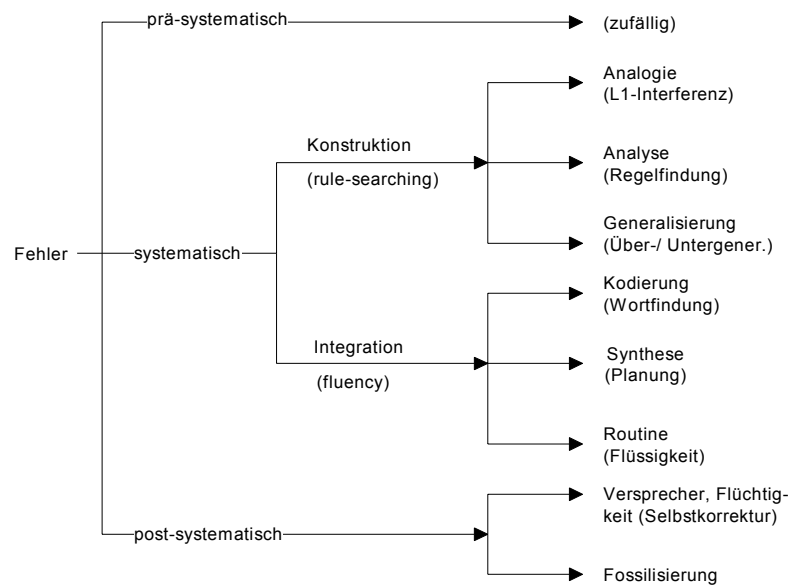 prä-systematisch
(zufällig)
Analogie
(L1-Interferenz)
Konstruktion
(rule-searching)
Analyse
(Regelfindung)
Generalisierung
(Über-/ Untergener.)
Fehler
systematisch
Kodierung
(Wortfindung)
Integration
(fluency)
Synthese
(Planung)
Routine
(Flüssigkeit)
Versprecher, Flüchtig-
keit (Selbstkorrektur)
post-systematisch
Fossilisierung